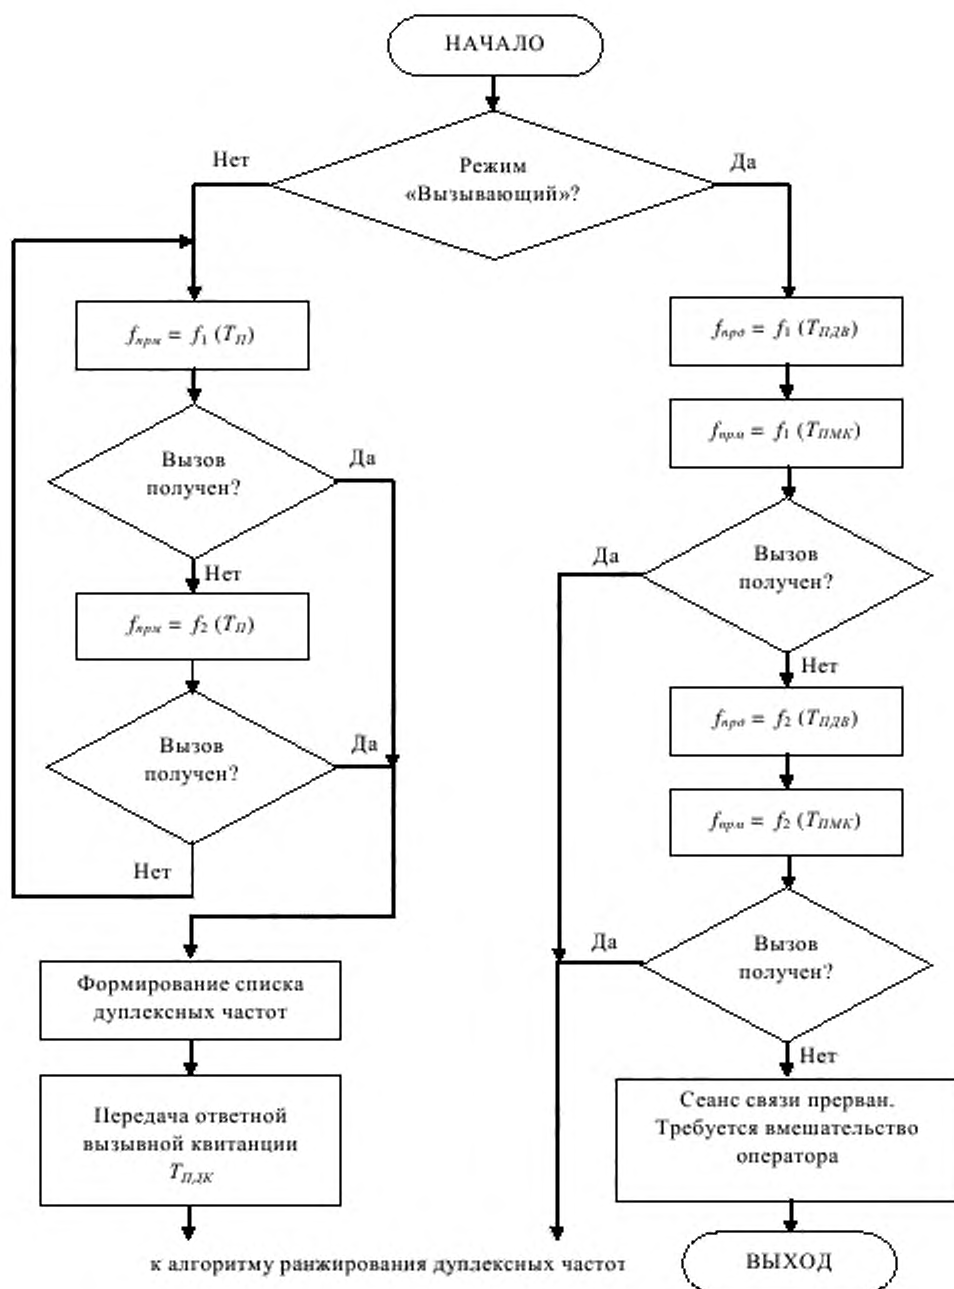 НАЧАЛО
Режим
«Вызывающий»?
Нет
Да
fпрм = f1 (TП)
Вызов
получен?
Да
Нет
fпрм = f2 (TП)
Вызов
получен?
Да
Нет
Формирование списка
дуплексных частот
Передача ответной
вызывной квитанции
TПДК
fпрд = f1 (TПДВ)
fпрм = f1 (TПМК)
Вызов
получен?
Да
Нет
fпрд = f2 (TПДВ)
fпрм = f2 (TПМК)
Вызов
получен?
Да
Нет
Сеанс связи прерван.
Требуется вмешательство
оператора
к алгоритму ранжирования дуплексных частот
ВЫХОД